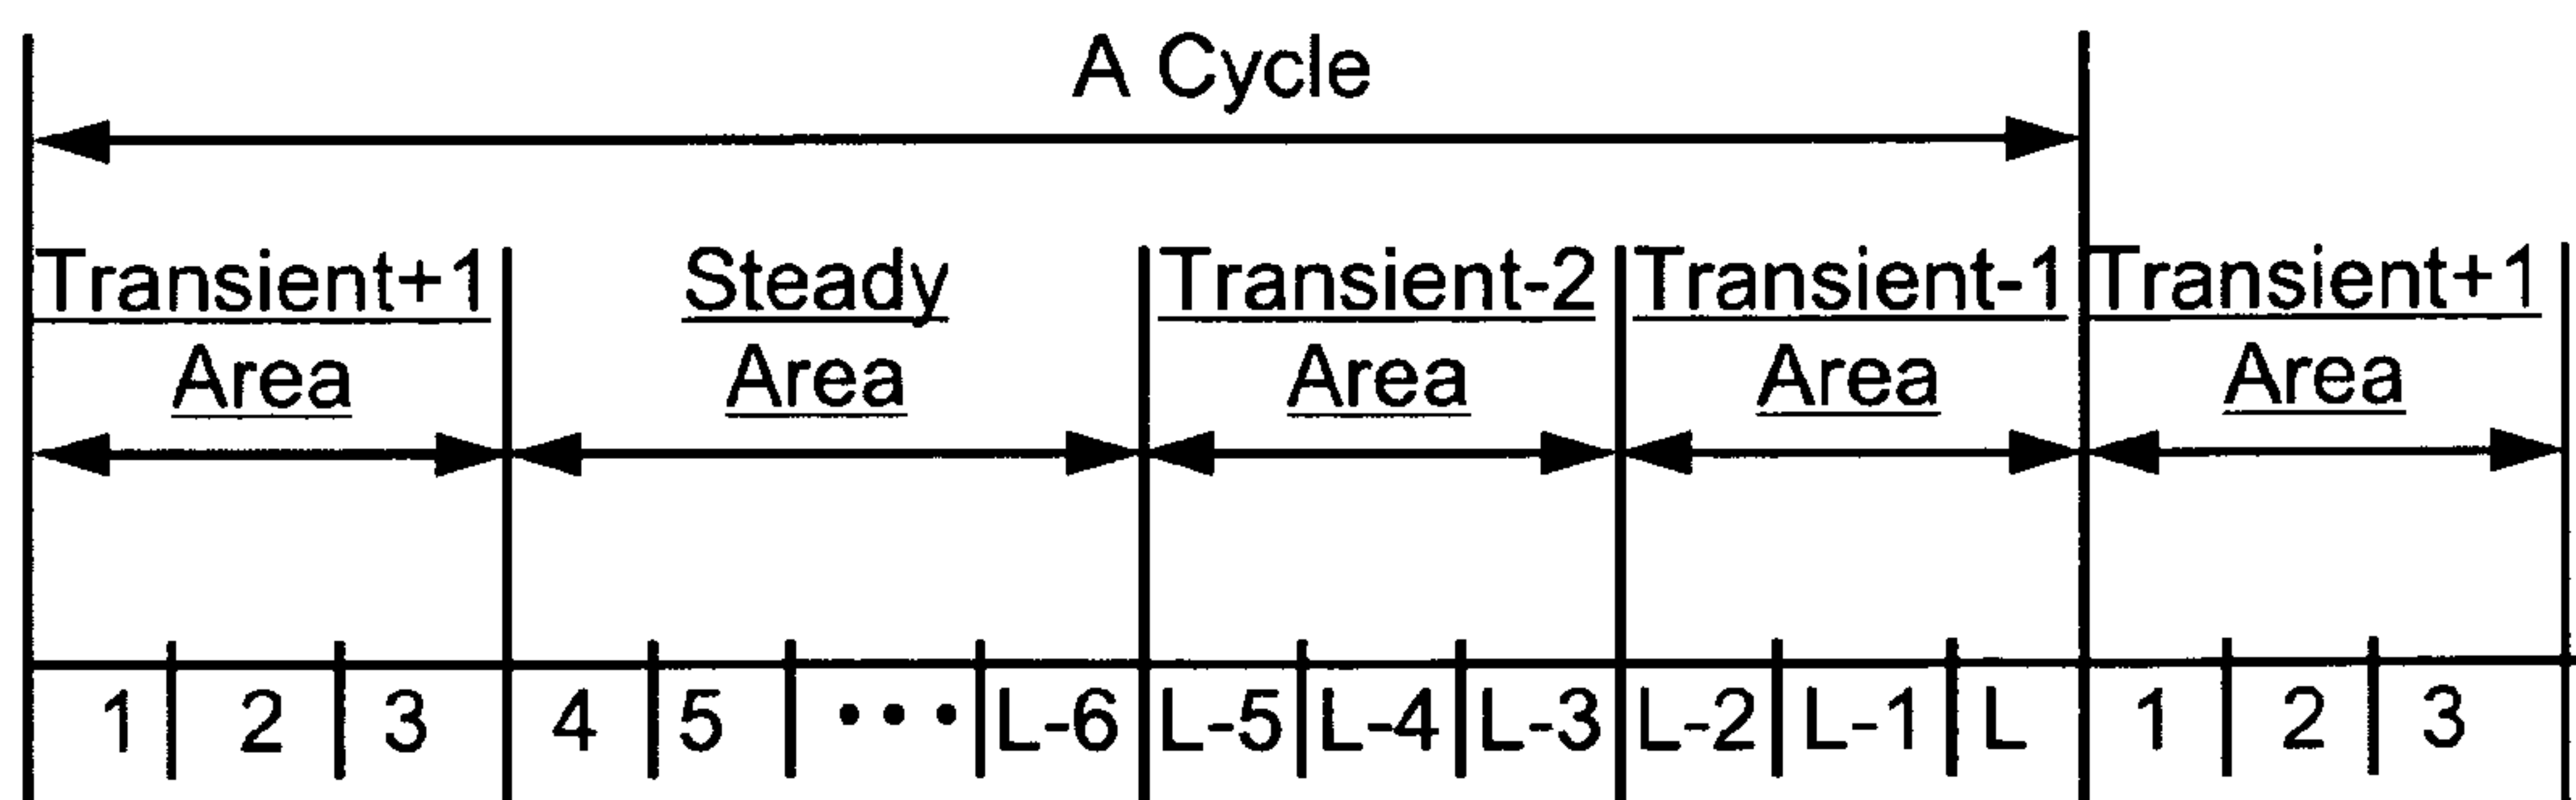 A Cycle
Transient+1 Steady Transient-2 Transient-1 Transient+1
Area Area Area Area Area
1 2 3 4 5 ••• L-6 L-5 L-4 L-3 L-2 L-1 L 1 2 3